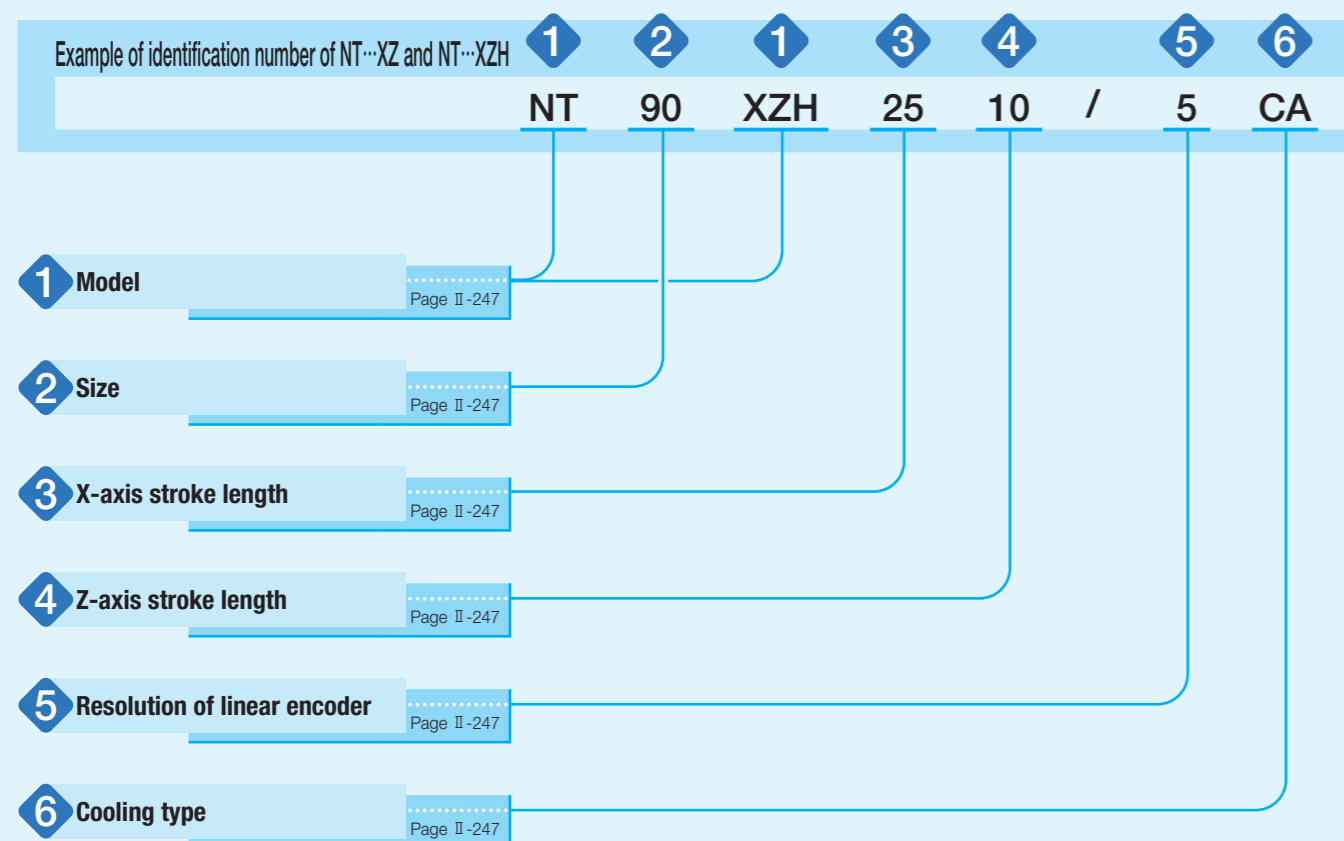 Example of identification number of NT…XZ and NT…XZH
1 2 1 3 4 5 6
NT 90 XZH 25 10 / 5 CA
1 Model
Page Ⅱ-247
2 Size
Page Ⅱ-247
3 X-axis stroke length
Page Ⅱ-247
4 Z-axis stroke length
Page Ⅱ-247
5 Resolution of linear encoder
Page Ⅱ-247
6 Cooling type
Page Ⅱ-247